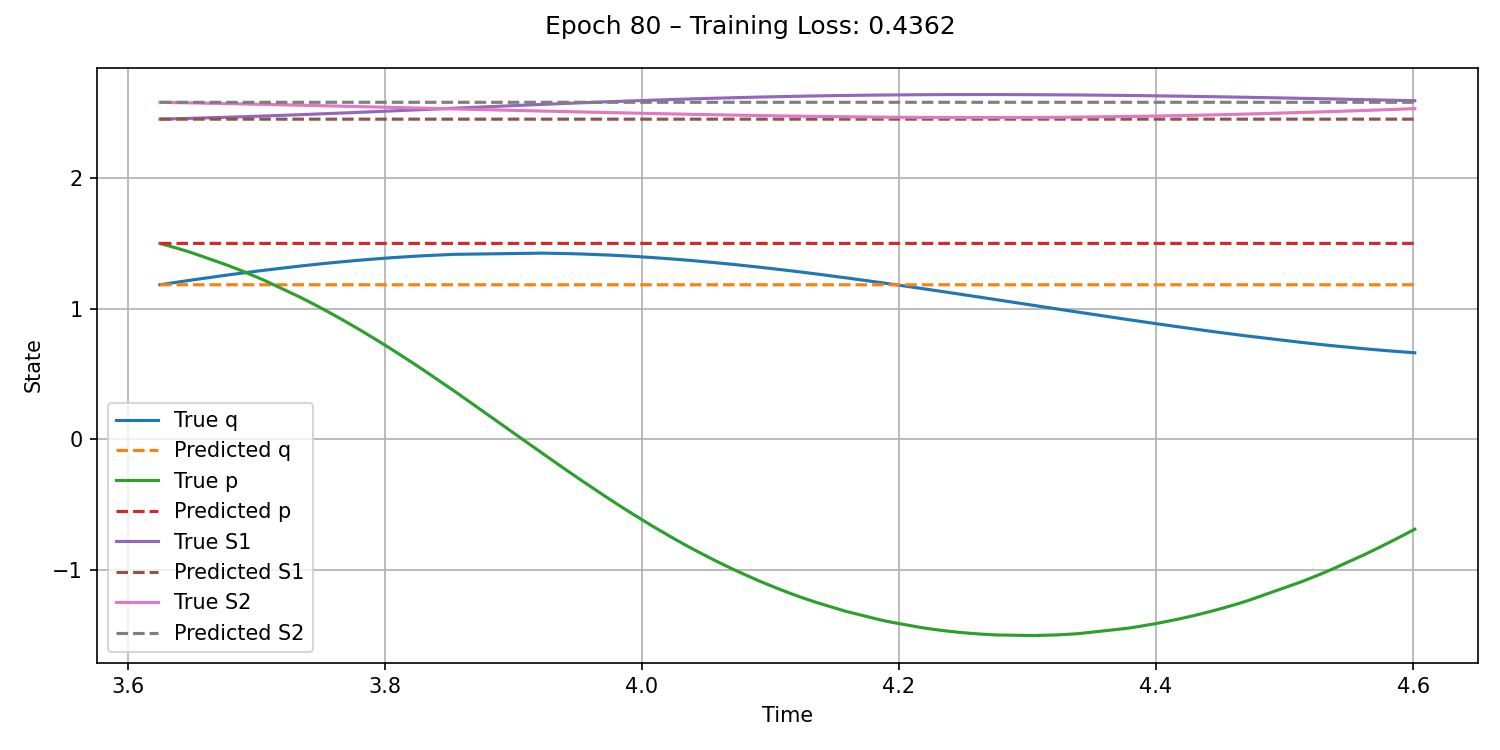 Epoch 80 – Training Loss: 0.4362
State
2
1
0
−1
True q
Predicted q
True p
Predicted p
True S1
Predicted S1
True S2
Predicted S2
3.6 3.8 4.0 4.2 4.4 4.6
Time